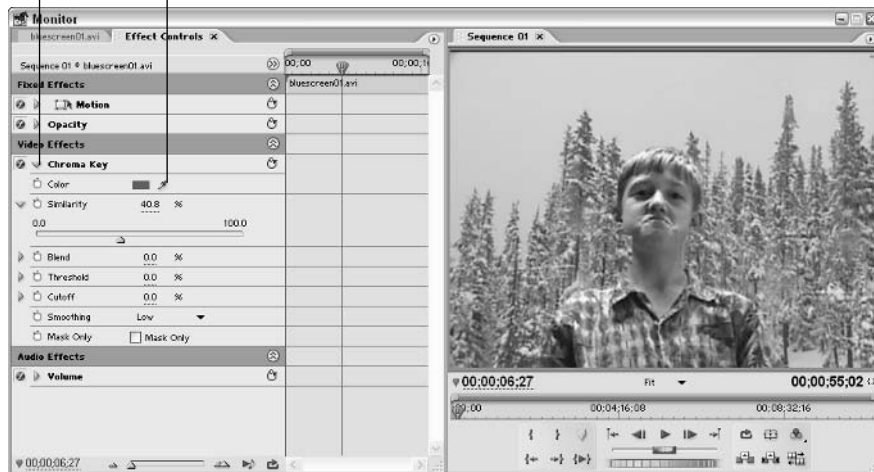 Monitor
bluescreen01.avi Effect Controls × Sequence 01 ×
Sequence 01 * bluescreen01.avi 00;00 00;00;1
Fixed Effects bluescreen01.avi
Motion
Opacity
Video Effects
Chroma Key
Color
Similarity 40.8 %
0.0 100.0
Blend 0.0 %
Threshold 0.0 %
Cutoff 0.0 %
Smoothing Low
Mask Only Mask Only
Audio Effects
Volume
00;00;06;27 Fit 00;00;55;02
00;00 00;04;16;08 00;08;32;16
00;00;06;27